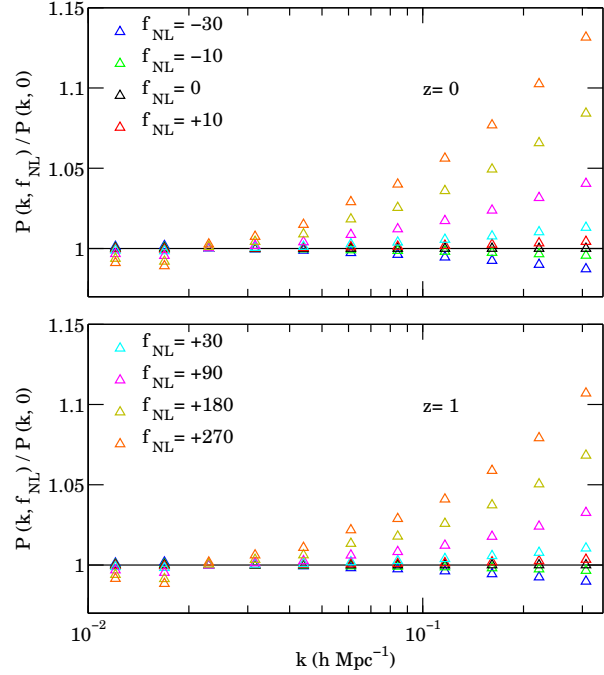 1.15
f_NL = −30
f_NL = −10
1.1
f_NL = 0
z= 0
f_NL = +10
P (k, f_NL) / P (k, 0)
1.05
1
1.15
f_NL = +30
f_NL = +90
1.1
f_NL = +180
z= 1
f_NL = +270
P (k, f_NL) / P (k, 0)
1.05
1
10⁻² 10⁻¹
k (h Mpc⁻¹)